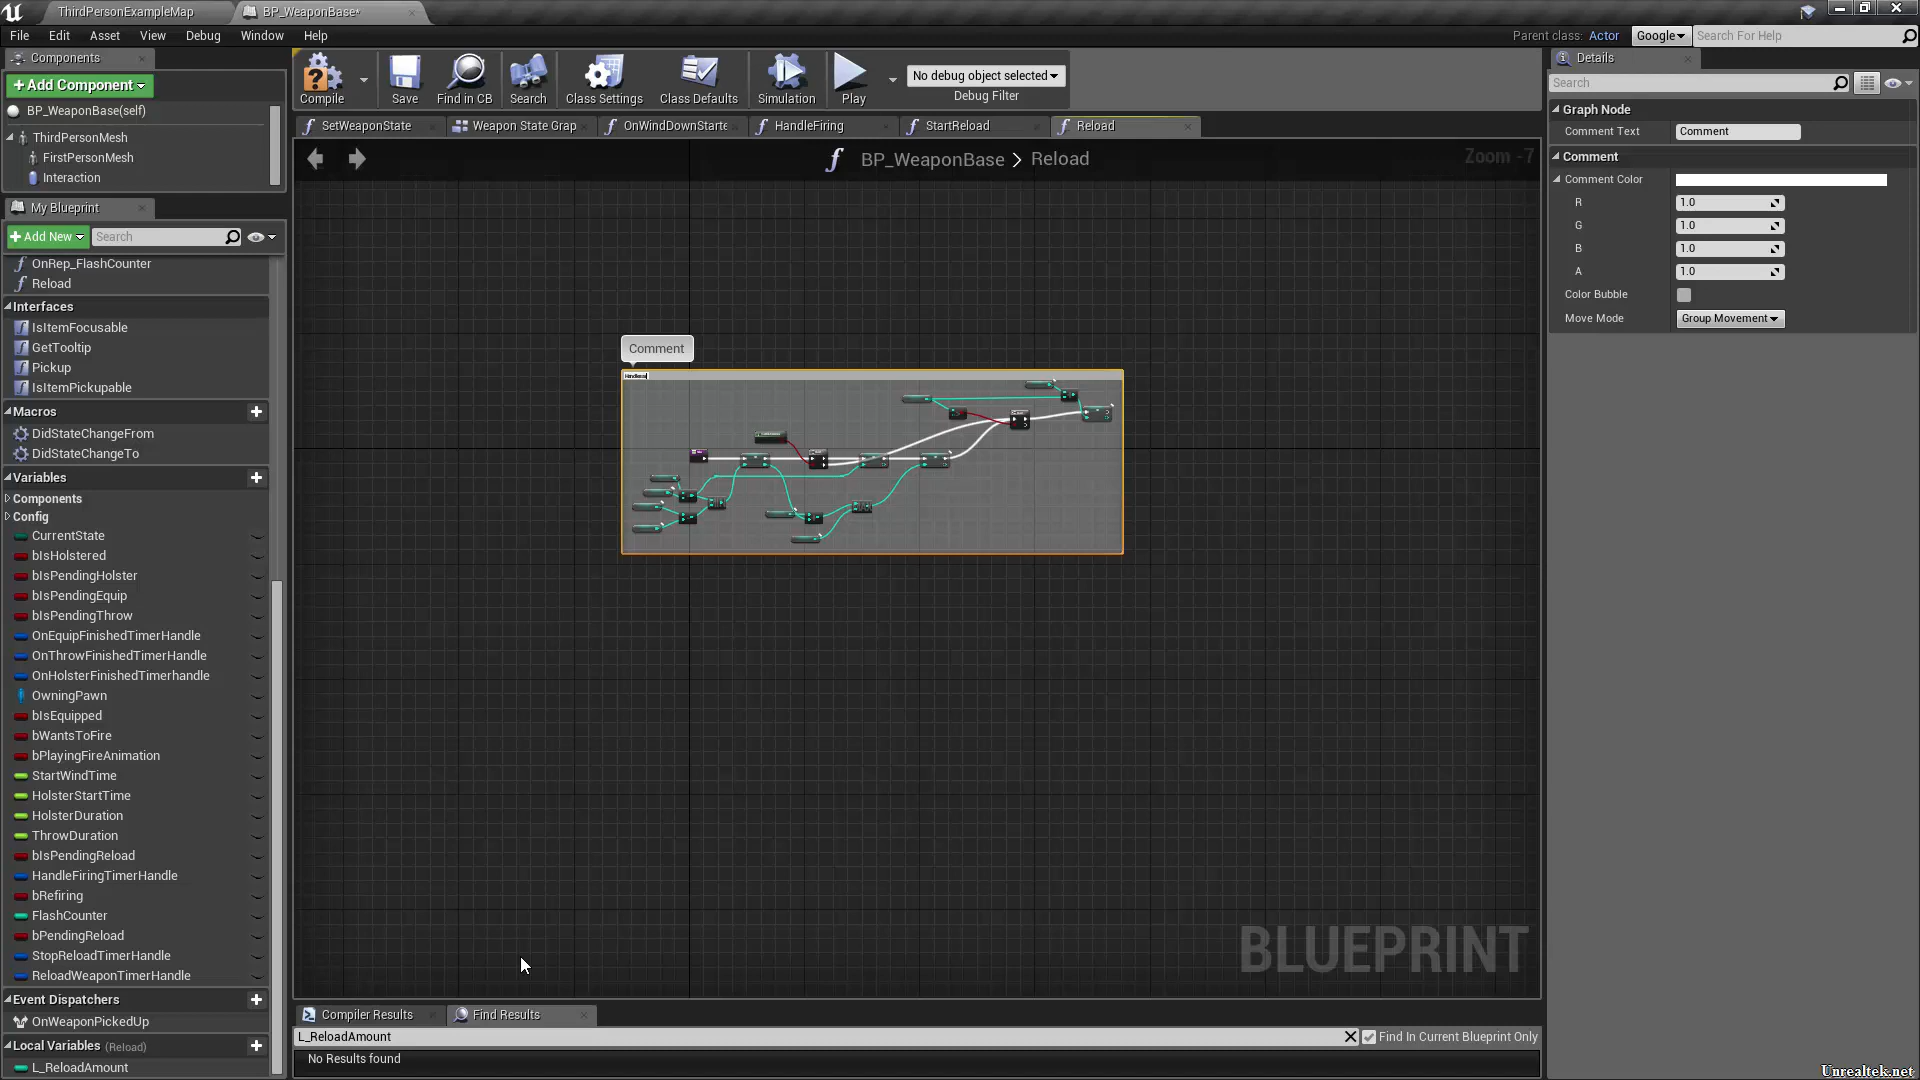 ThirdPersonExampleMap
BP_WeaponBase*
File Edit Asset View Debug Window Help
Parent class: Actor
Google
Search For Help
Components
+ Add Component
BP_WeaponBase(self)
ThirdPersonMesh
FirstPersonMesh
Interaction
My Blueprint
+ Add New
Search
OnRep_FlashCounter
Reload
Interfaces
IsItemFocusable
GetTooltip
Pickup
IsItemPickupable
Macros
DidStateChangeFrom
DidStateChangeTo
Variables
Components
Config
CurrentState
bIsHolstered
bIsPendingHolster
bIsPendingEquip
bIsPendingThrow
OnEquipFinishedTimerHandle
OnThrowFinishedTimerHandle
OnHolsterFinishedTimerhandle
OwningPawn
bIsEquipped
bWantsToFire
bPlayingFireAnimation
StartWindTime
HolsterStartTime
HolsterDuration
ThrowDuration
bIsPendingReload
HandleFiringTimerHandle
bRefiring
FlashCounter
bPendingReload
StopReloadTimerHandle
ReloadWeaponTimerHandle
Event Dispatchers
OnWeaponPickedUp
Local Variables (Reload)
L_ReloadAmount
Compile
Save
Find in CB
Search
Class Settings
Class Defaults
Simulation
Play
No debug object selected
Debug Filter
SetWeaponState
Weapon State Grap
OnWindDownStarte
HandleFiring
StartReload
Reload
BP_WeaponBase > Reload
Zoom -7
Comment
BLUEPRINT
Compiler Results
Find Results
L_ReloadAmount
Find In Current Blueprint Only
No Results found
Details
Search
Graph Node
Comment Text
Comment
Comment
Comment Color
R 1.0
G 1.0
B 1.0
A 1.0
Color Bubble
Move Mode
Group Movement
Unrealtek.net